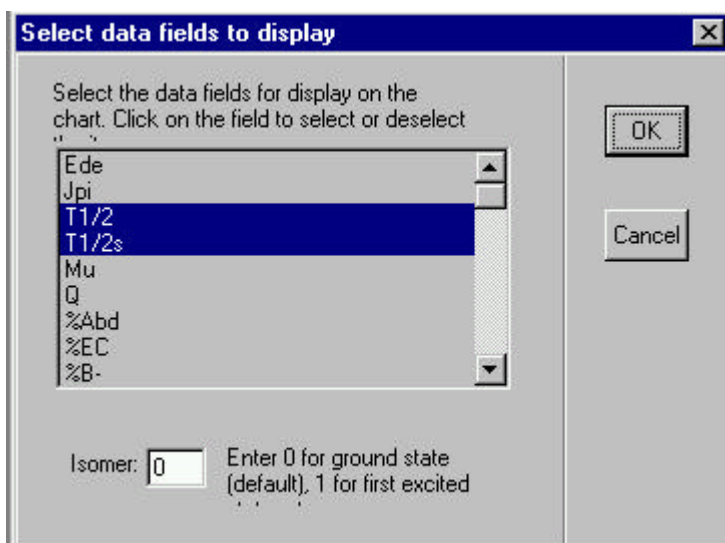 Select data fields to display
Select the data fields for display on the
chart. Click on the field to select or deselect
Ede
Jpi
T1/2
T1/2s
Mu
Q
%Abd
%EC
%B-
OK
Cancel
Isomer: 0
Enter 0 for ground state
(default), 1 for first excited